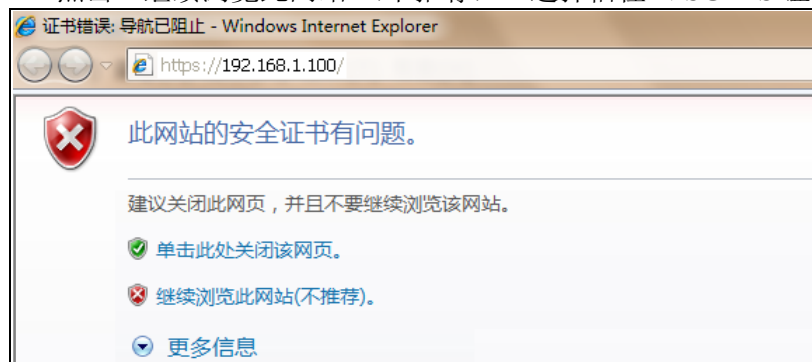 证书错误: 导航已阻止 - Windows Internet Explorer
https://192.168.1.100/
此网站的安全证书有问题。
建议关闭此网页，并且不要继续浏览该网站。
单击此处关闭该网页。
继续浏览此网站(不推荐)。
更多信息